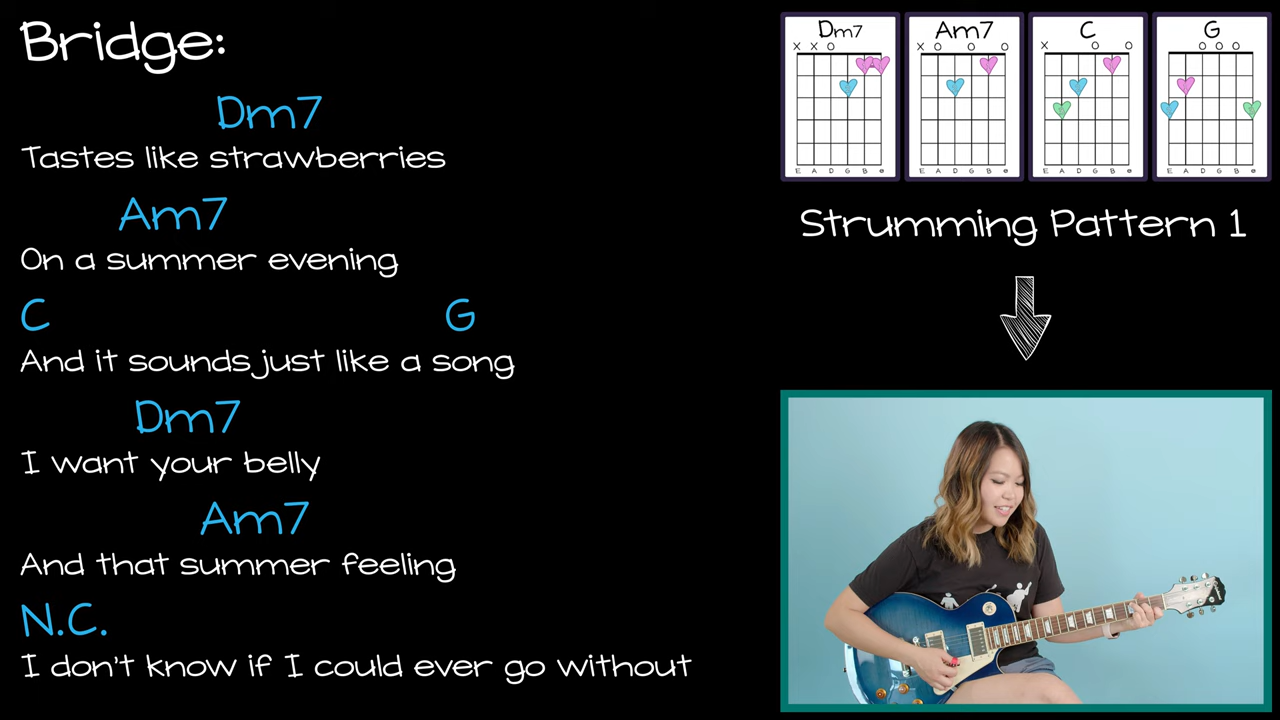 Bridge:
Dm7
Tastes like strawberries
Am7
On a summer evening
C G
And it sounds just like a song
Dm7
I want your belly
Am7
And that summer feeling
N.C.
I don't know if I could ever go without
Dm7 Am7 C G
X X O X O O O X O O O O O
E A D G B e E A D G B e E A D G B e E A D G B e
Strumming Pattern 1